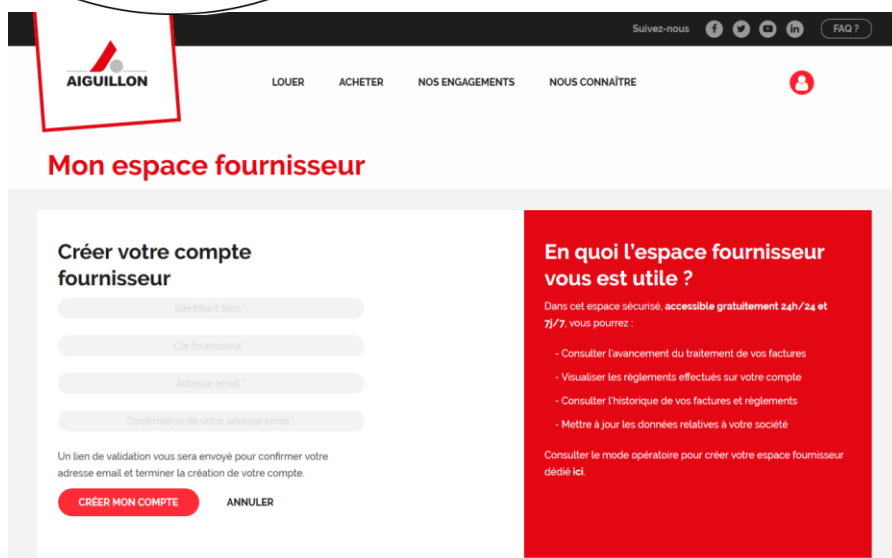 Suivez-nous
FAQ ?
AIGUILLON
LOUER ACHETER NOS ENGAGEMENTS NOUS CONNAÎTRE
Mon espace fournisseur
Créer votre compte
fournisseur
Identifiant tiers *
Clé fournisseur *
Adresse email *
Confirmation de votre adresse email *
Un lien de validation vous sera envoyé pour confirmer votre
adresse email et terminer la création de votre compte.
CRÉER MON COMPTE ANNULER
En quoi l'espace fournisseur
vous est utile ?
Dans cet espace sécurisé, accessible gratuitement 24h/24 et
7j/7, vous pourrez :
- Consulter l'avancement du traitement de vos factures
- Visualiser les règlements effectués sur votre compte
- Consulter l'historique de vos factures et règlements
- Mettre à jour les données relatives à votre société
Consulter le mode opératoire pour créer votre espace fournisseur
dédié ici.